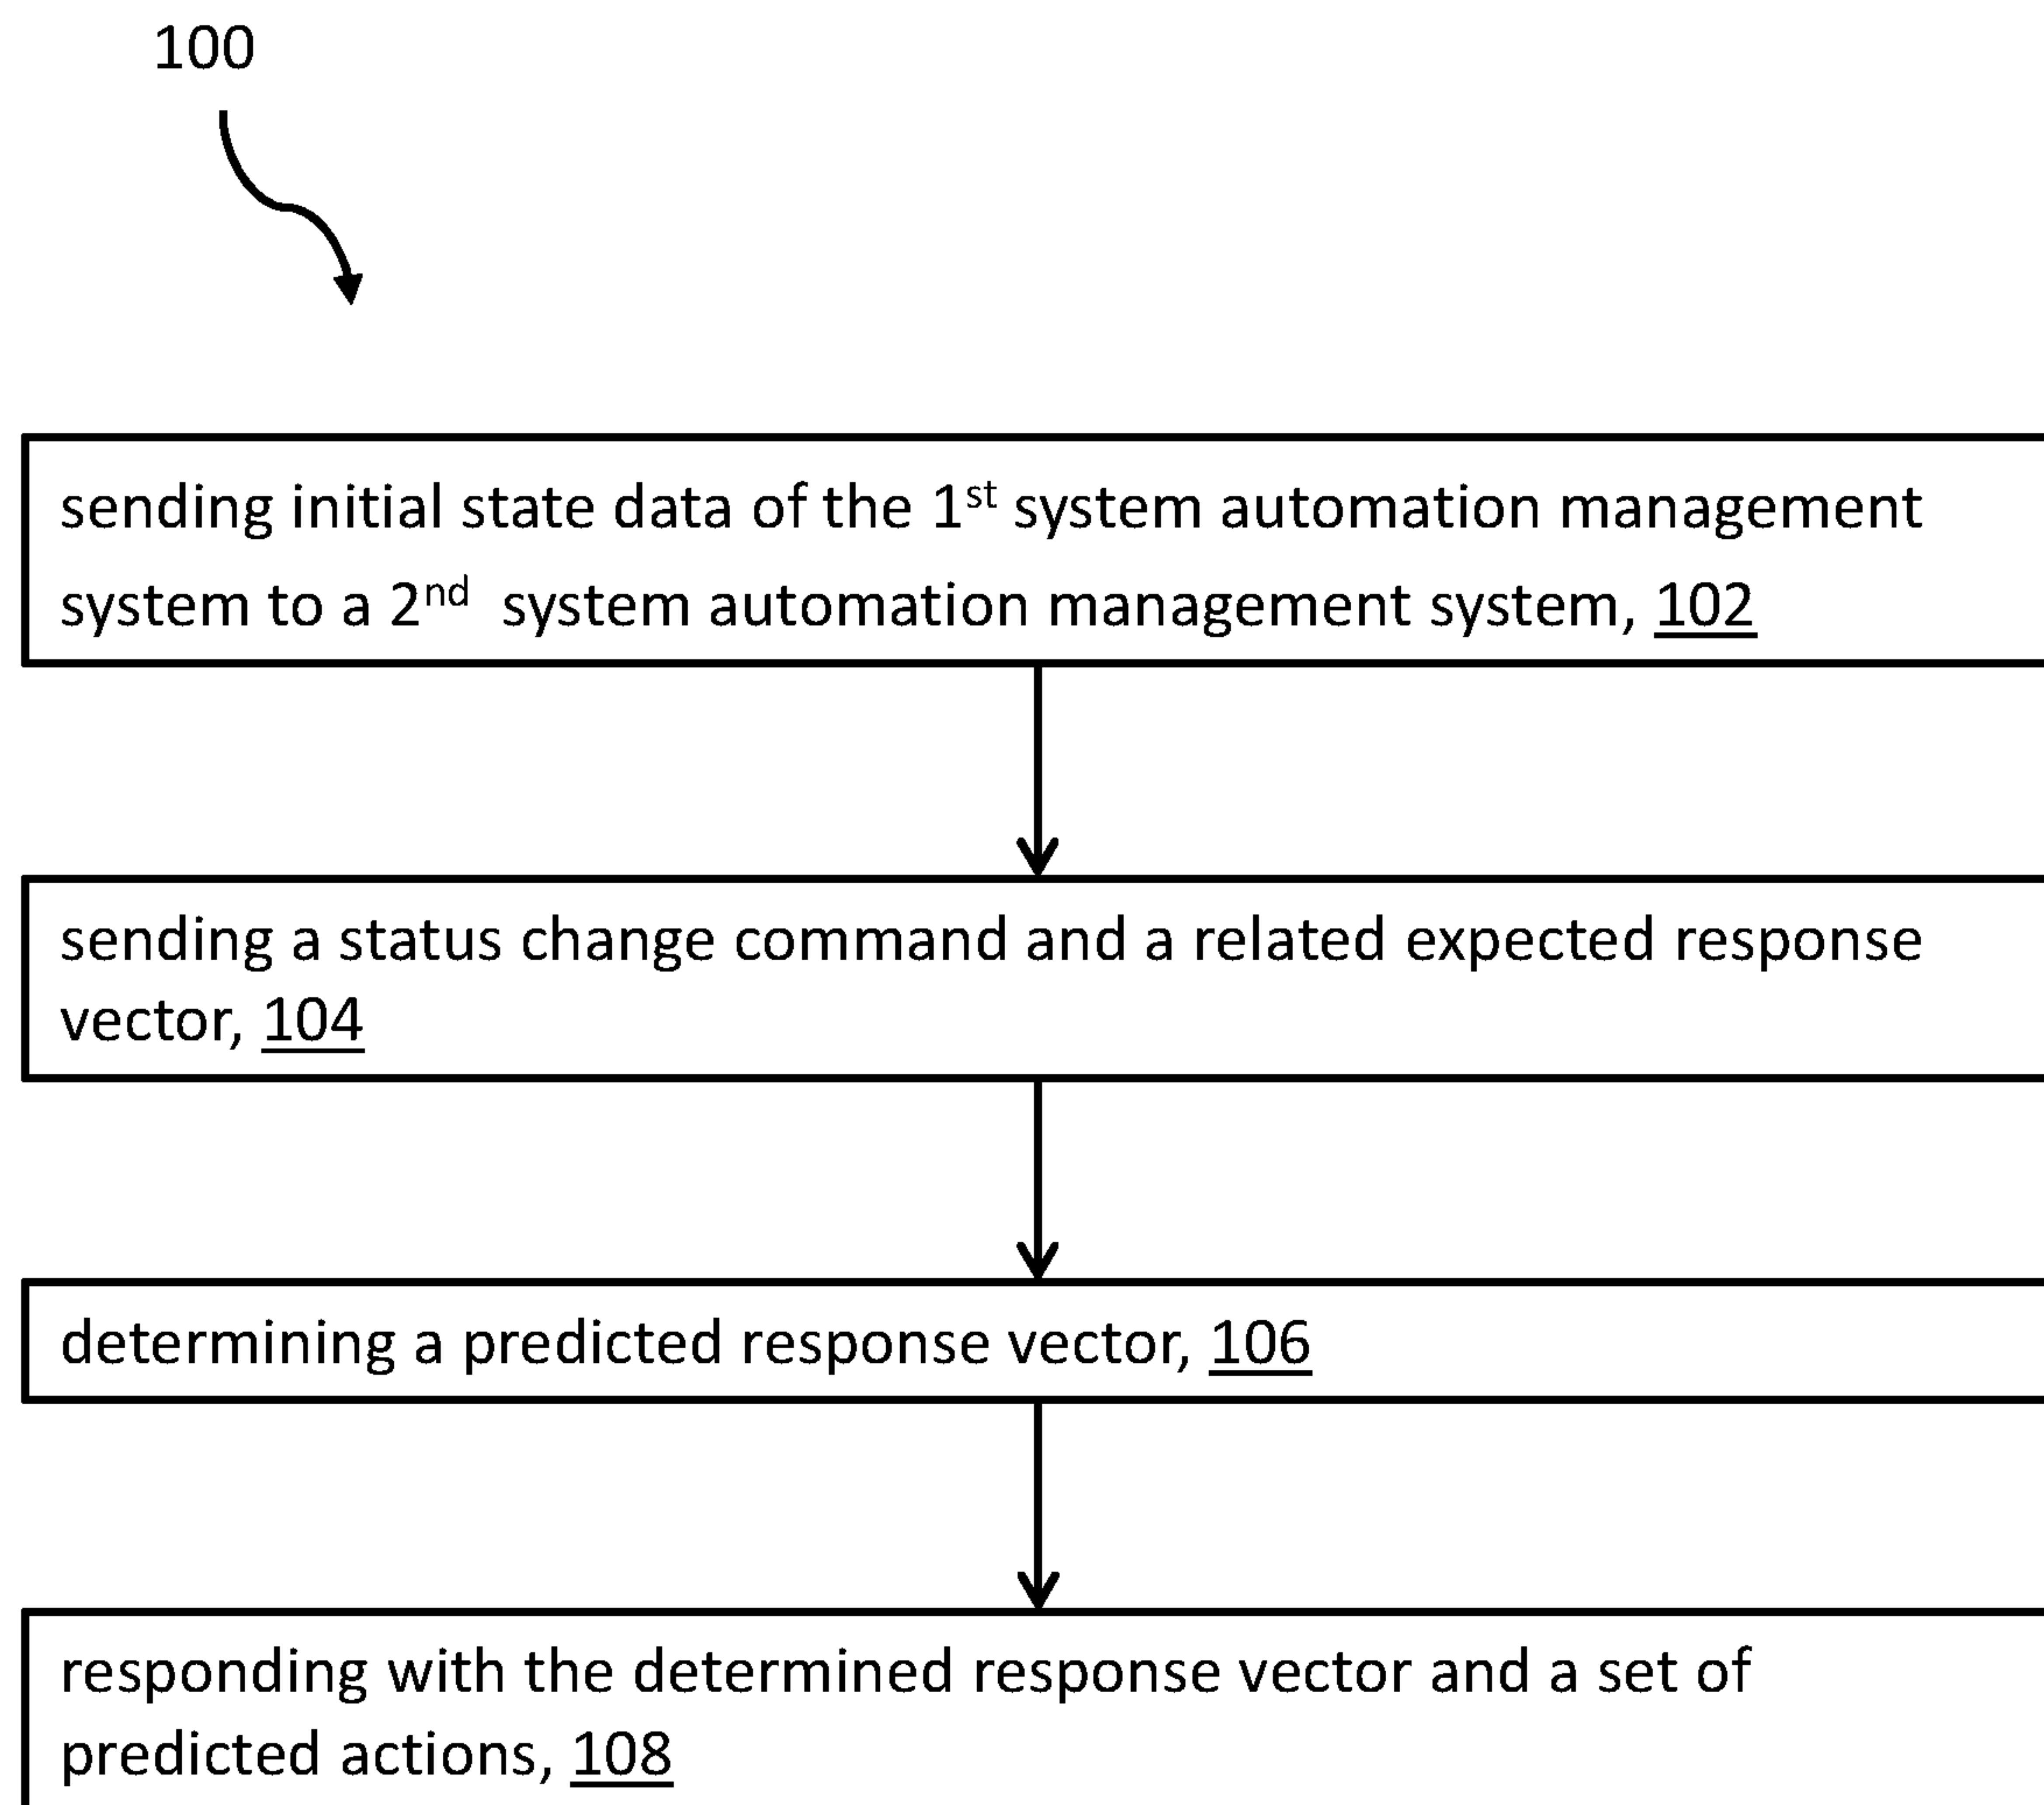 100
sending initial state data of the 1st system automation management
system to a 2nd system automation management system, 102
sending a status change command and a related expected response
vector, 104
determining a predicted response vector, 106
responding with the determined response vector and a set of
predicted actions, 108